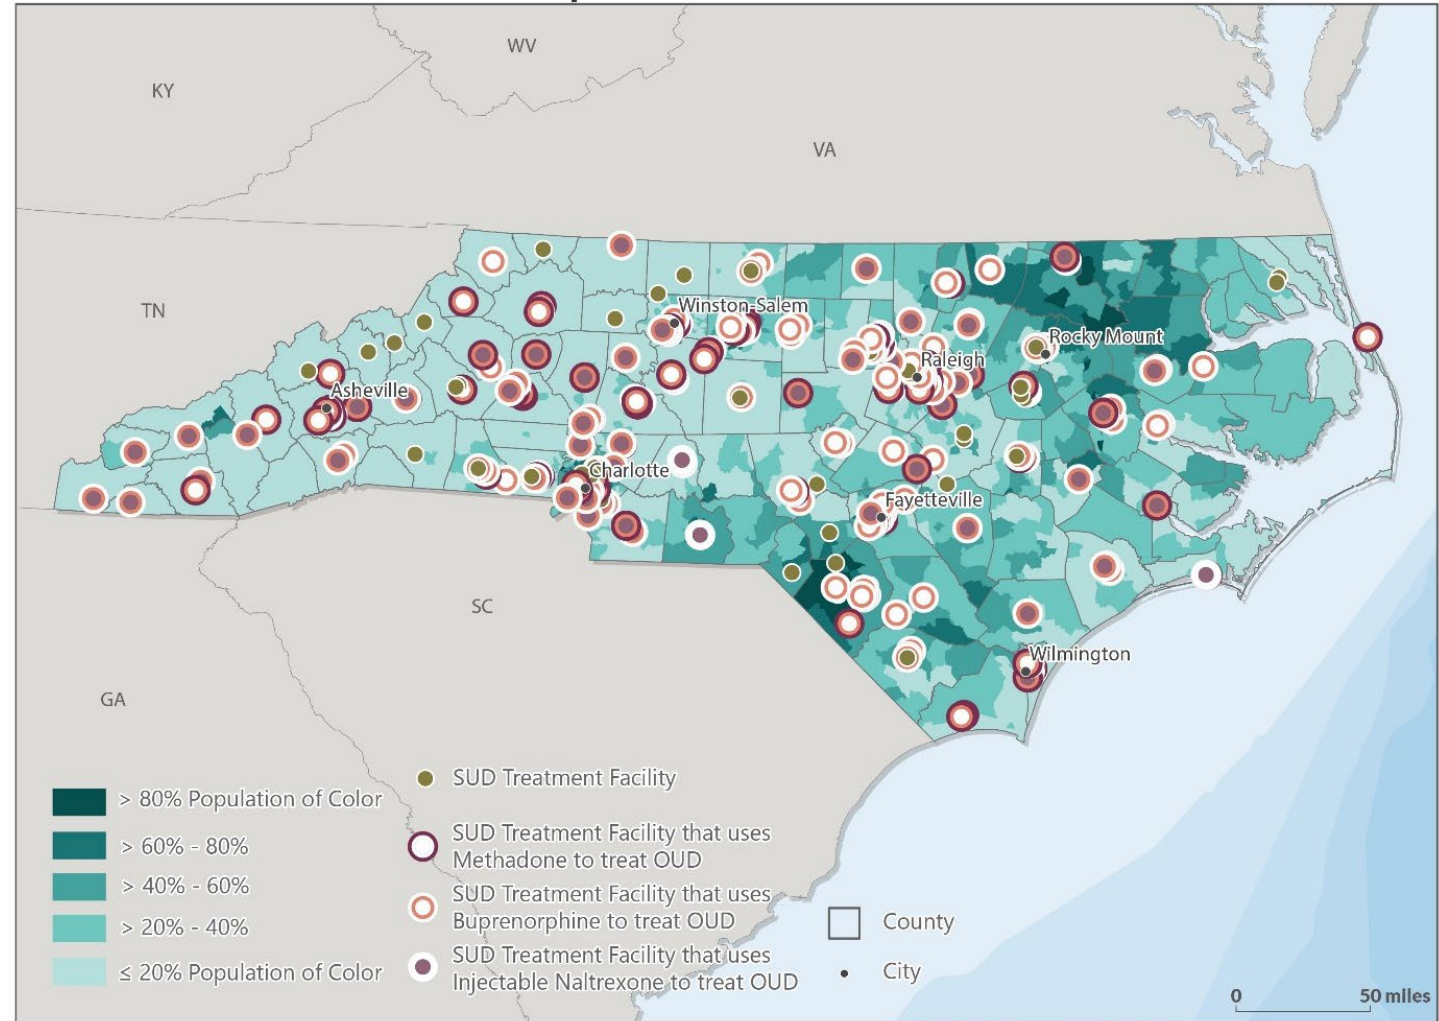 WV
KY
VA
TN
Winston-Salem
Rocky Mount
Raleigh
Asheville
Charlotte
Fayetteville
SC
Wilmington
GA
> 80% Population of Color
> 60% - 80%
> 40% - 60%
> 20% - 40%
≤ 20% Population of Color
SUD Treatment Facility
SUD Treatment Facility that uses
Methadone to treat OUD
SUD Treatment Facility that uses
Buprenorphine to treat OUD
SUD Treatment Facility that uses
Injectable Naltrexone to treat OUD
County
City
0 50 miles